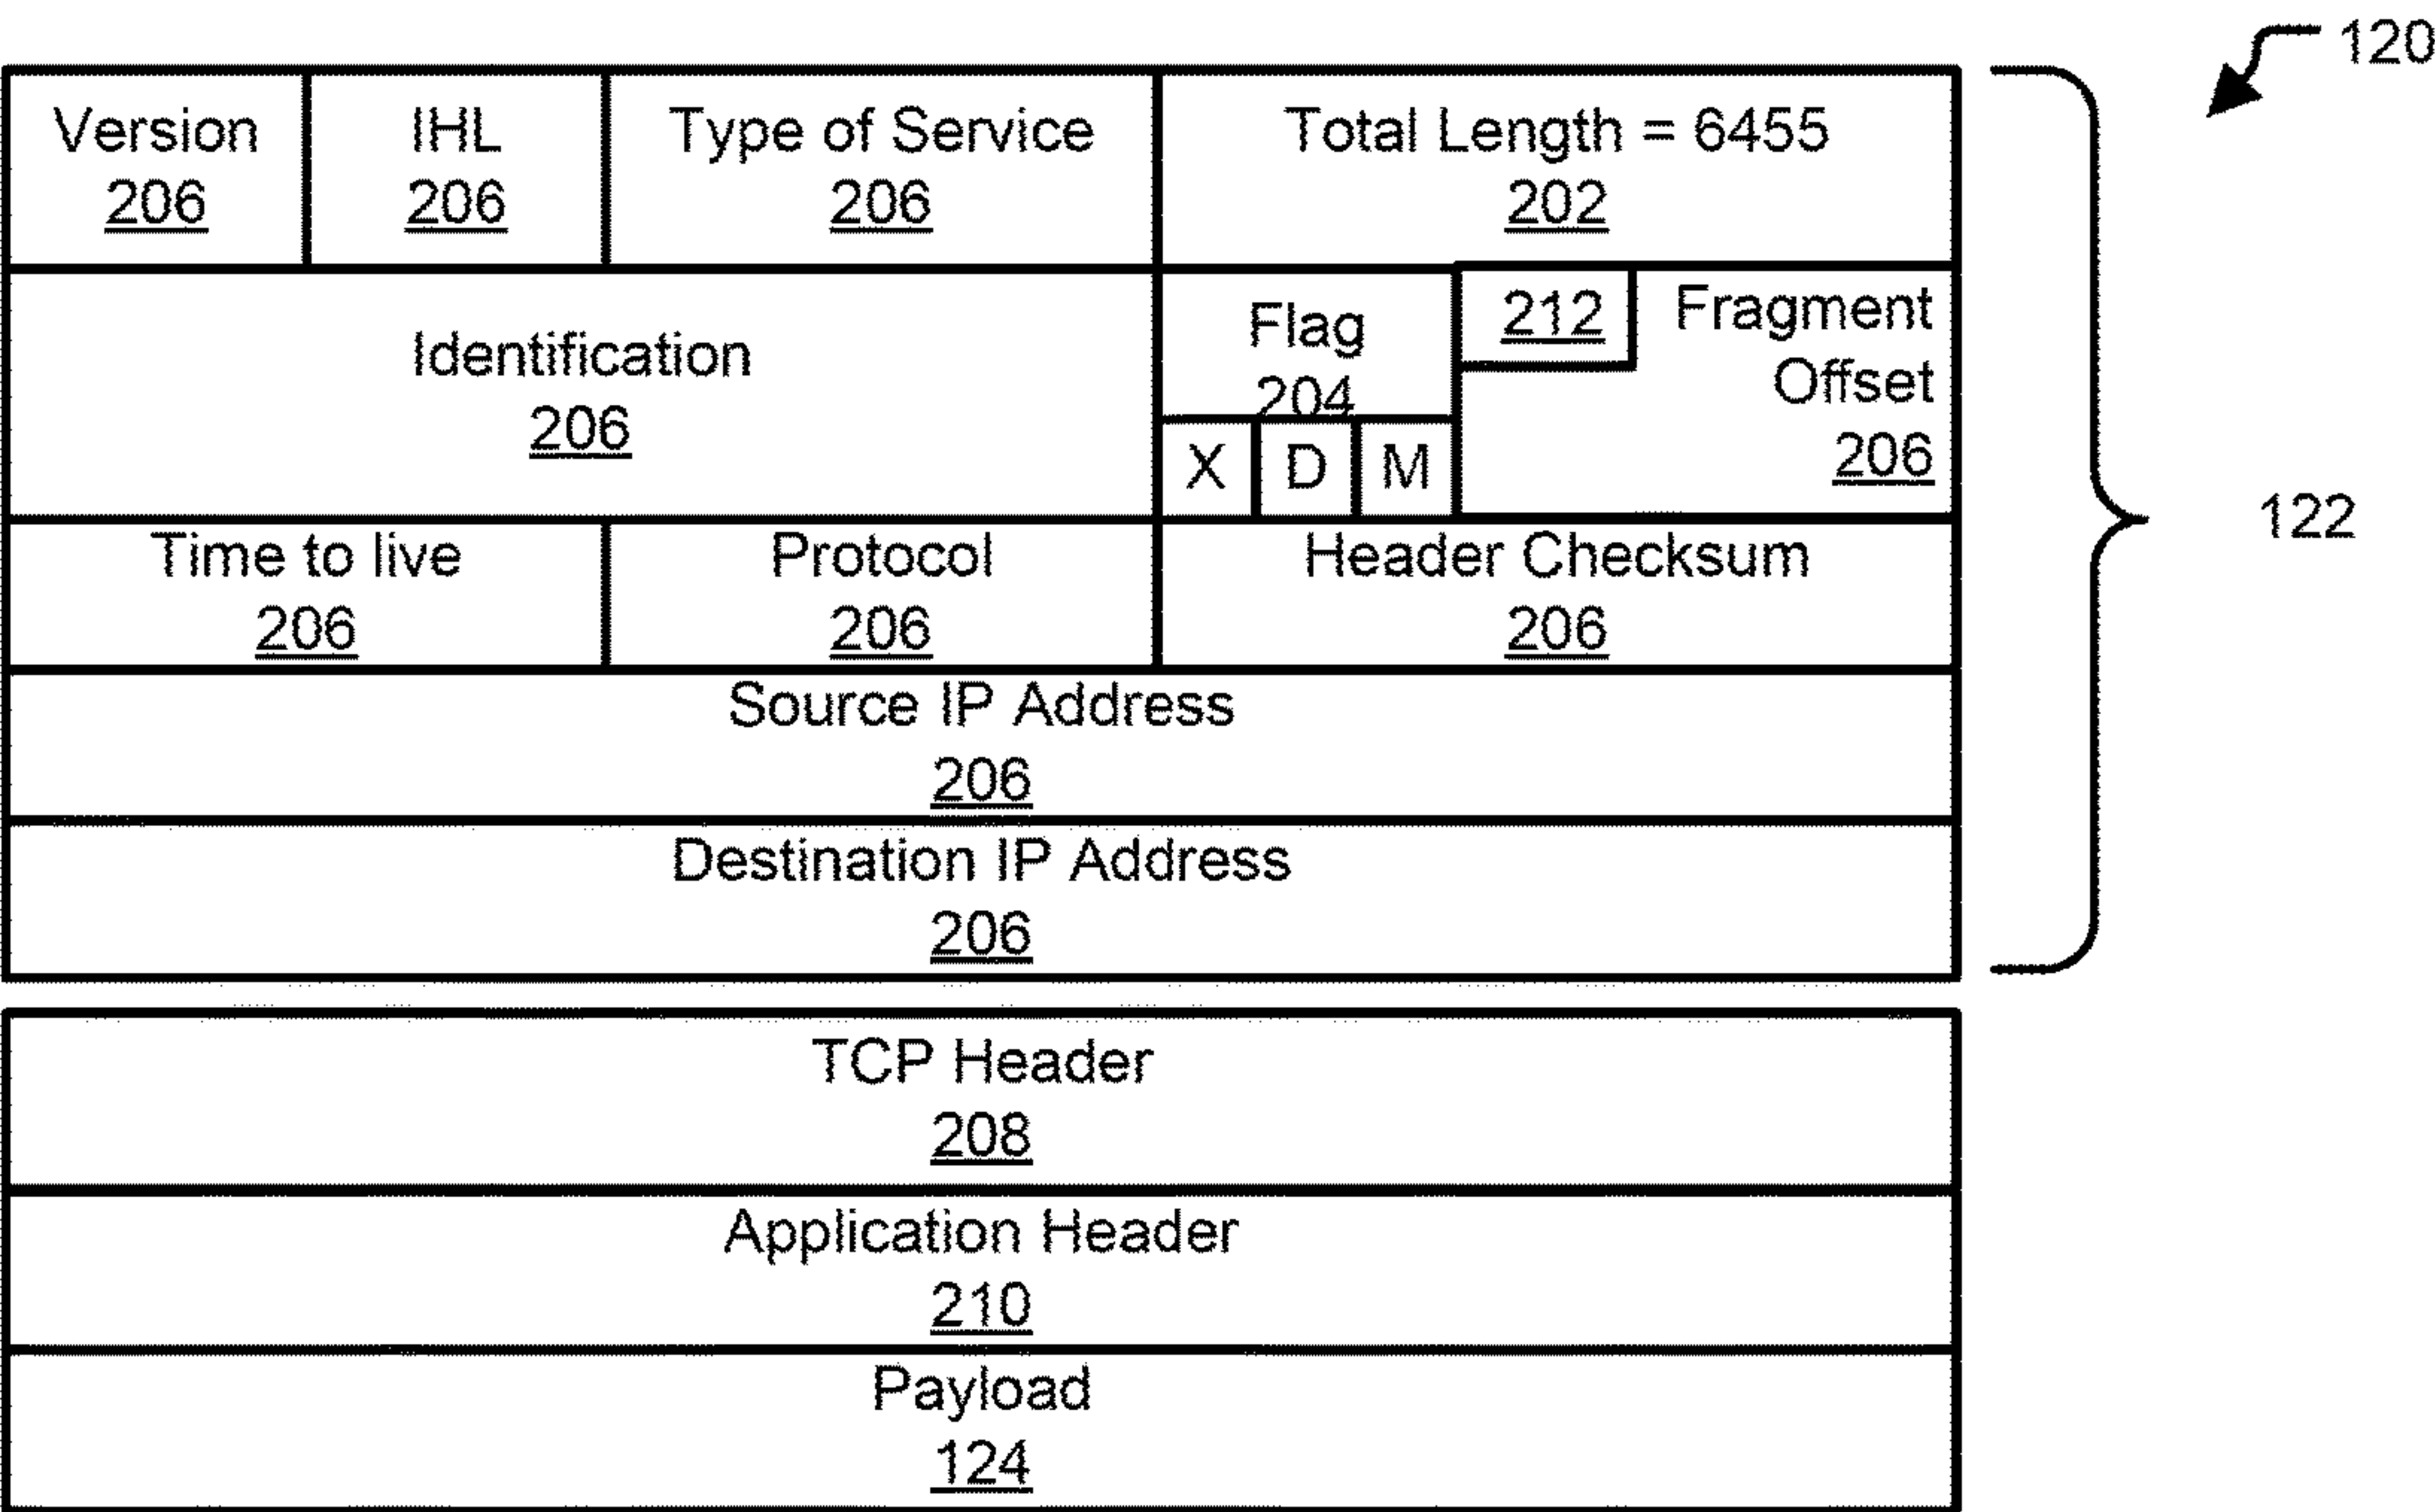 120
Version
206
IHL
206
Type of Service
206
Total Length = 6455
202
Identification
206
Flag
204
X
D
M
212
Fragment
Offset
206
122
Time to live
206
Protocol
206
Header Checksum
206
Source IP Address
206
Destination IP Address
206
TCP Header
208
Application Header
210
Payload
124